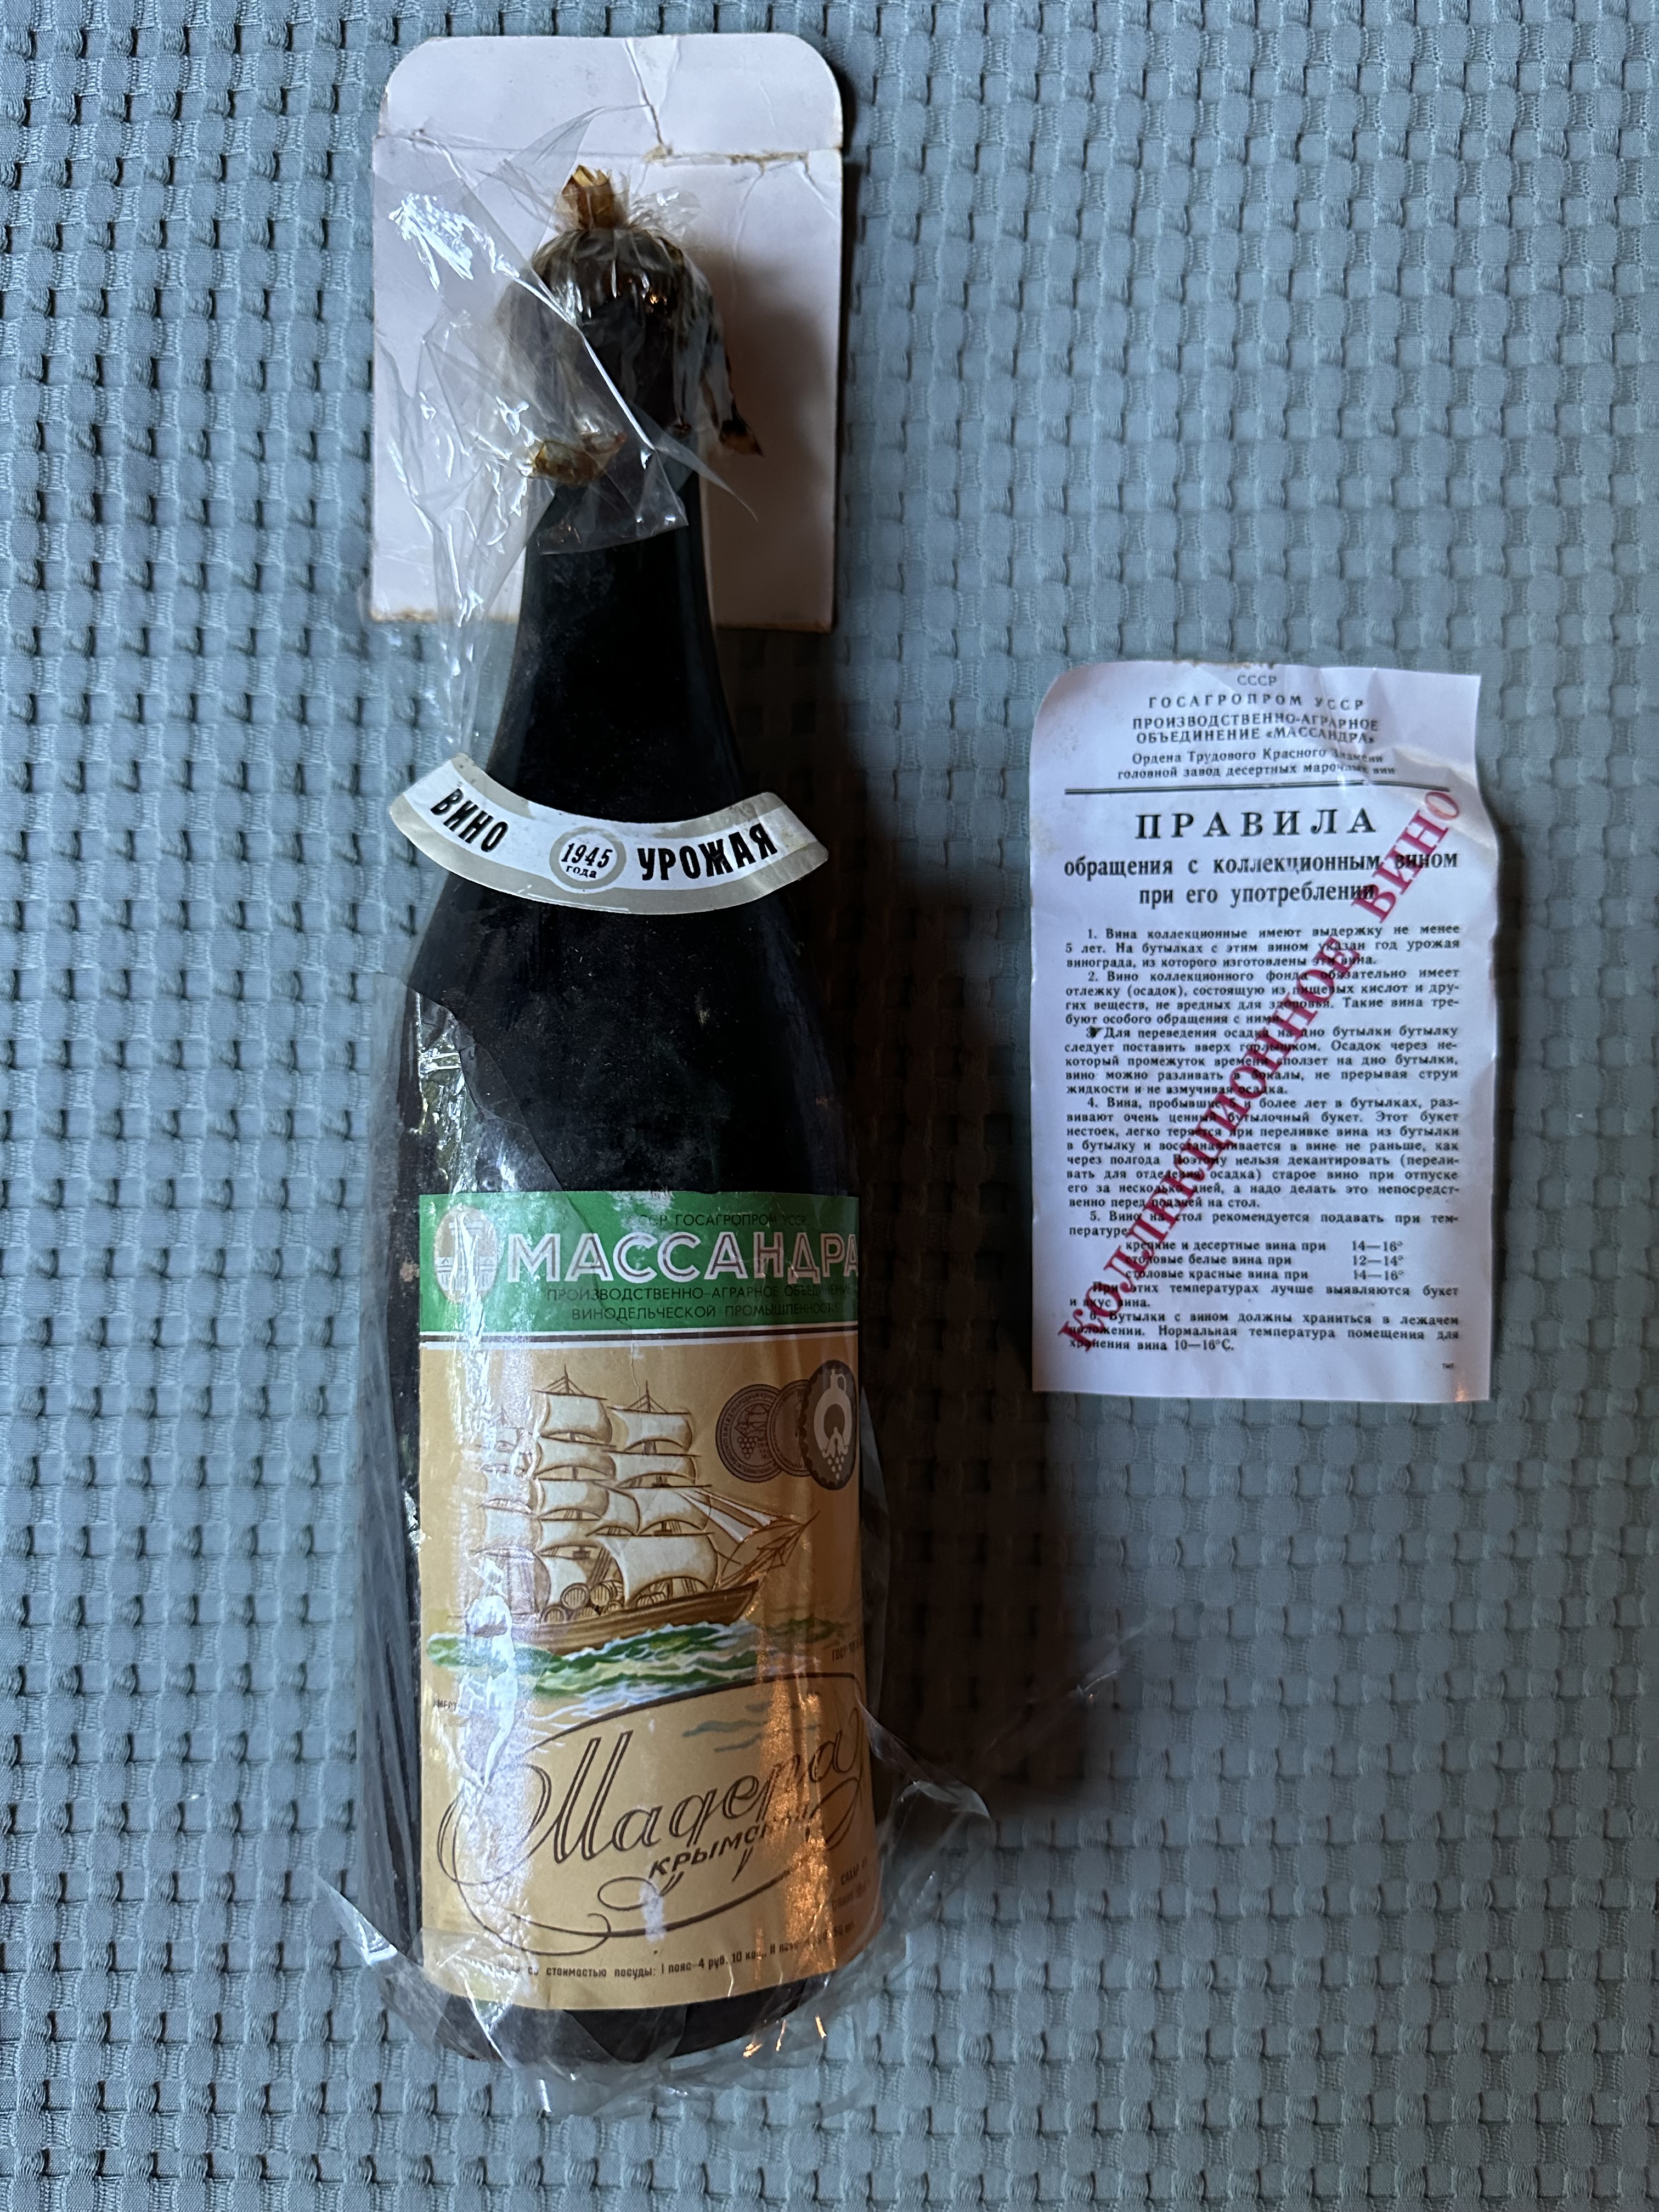 ВИНО 1945 года УРОЖАЯ
СССР ГОСАГРОПРОМ УССР
МАССАНДРА
ПРОИЗВОДСТВЕННО-АГРАРНОЕ ОБЪЕДИНЕНИЕ
ВИНОДЕЛЬЧЕСКОЙ ПРОМЫШЛЕННОСТИ
ГОСТ
Мадера
КРЫМСКАЯ
САХАР
со стоимостью посуды: I пояс—4 руб. 10 коп., II
СССР
ГОСАГРОПРОМ УССР
ПРОИЗВОДСТВЕННО-АГРАРНОЕ
ОБЪЕДИНЕНИЕ «МАССАНДРА»
Ордена Трудового Красного Знамени
головной завод десертных марочных вин
ПРАВИЛА
обращения с коллекционным вином
при его употреблении
1. Вина коллекционные имеют выдержку не менее
5 лет. На бутылках с этим вином указан год урожая
винограда, из которого изготовлены эти вина.
2. Вино коллекционного фонда обязательно имеет
отлежку (осадок), состоящую из пищевых кислот и дру-
гих веществ, не вредных для здоровья. Такие вина тре-
буют особого обращения с ними.
3. Для переведения осадка на дно бутылки бутылку
следует поставить вверх горлышком. Осадок через не-
который промежуток времени сползет на дно бутылки,
вино можно разливать в бокалы, не прерывая струи
жидкости и не взмучивая осадка.
4. Вина, пробывшие 5 и более лет в бутылках, раз-
вивают очень ценный бутылочный букет. Этот букет
нестоек, легко теряется при переливке вина из бутылки
в бутылку и восстанавливается в вине не раньше, как
через полгода. Поэтому нельзя декантировать (перели-
вать для отделения осадка) старое вино при отпуске
его за несколько дней, а надо делать это непосредст-
венно перед подачей на стол.
5. Вино на стол рекомендуется подавать при тем-
пературе:
крепкие и десертные вина при 14—16°
столовые белые вина при 12—14°
столовые красные вина при 14—16°
При этих температурах лучше выявляются букет
и вкус вина.
6. Бутылки с вином должны храниться в лежачем
положении. Нормальная температура помещения для
хранения вина 10—16°С.
КОЛЛЕКЦИОННОЕ ВИНО